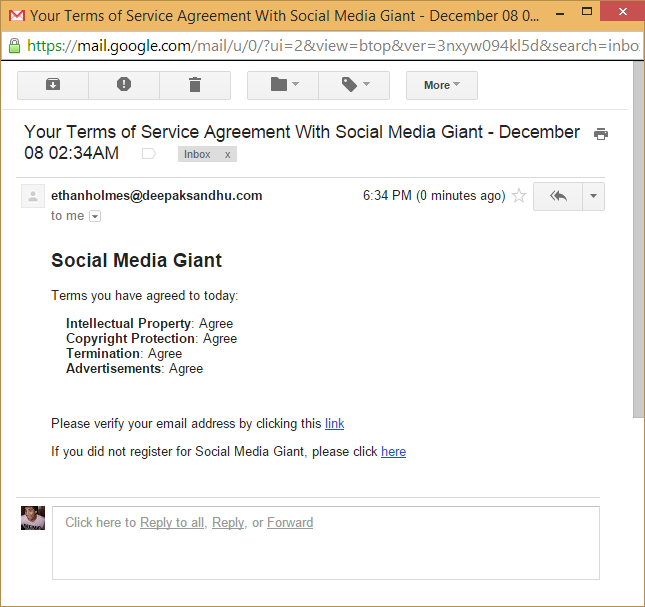 Your Terms of Service Agreement With Social Media Giant - December 08 0...
https://mail.google.com/mail/u/0/?ui=2&view=btop&ver=3nxyw094kl5d&search=inbo
More
Your Terms of Service Agreement With Social Media Giant - December
08 02:34AM Inbox x
ethanholmes@deepaksandhu.com 6:34 PM (0 minutes ago)
to me
Social Media Giant
Terms you have agreed to today:
Intellectual Property: Agree
Copyright Protection: Agree
Termination: Agree
Advertisements: Agree
Please verify your email address by clicking this link
If you did not register for Social Media Giant, please click here
Click here to Reply to all, Reply, or Forward